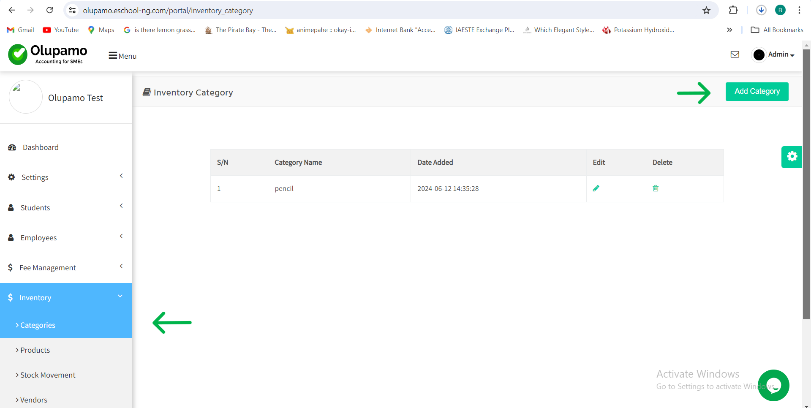 olupamo.eschool-ng.com/portal/inventory_category
Gmail YouTube Maps is there lemon grass... The Pirate Bay - The... animepahe :: okay-i... Internet Bank "Acce... IAESTE Exchange Pl... Which Elegant Style... Potassium Hydroxid... » All Bookmarks
Olupamo
Accounting for SMEs
Menu
Admin
Olupamo Test
Inventory Category
Add Category
Dashboard
Settings
Students
Employees
$ Fee Management
$ Inventory
> Categories
> Products
> Stock Movement
> Vendors
S/N Category Name Date Added Edit Delete
1 pencil 2024-06-12 14:35:28
Activate Windows
Go to Settings to activate Windows.